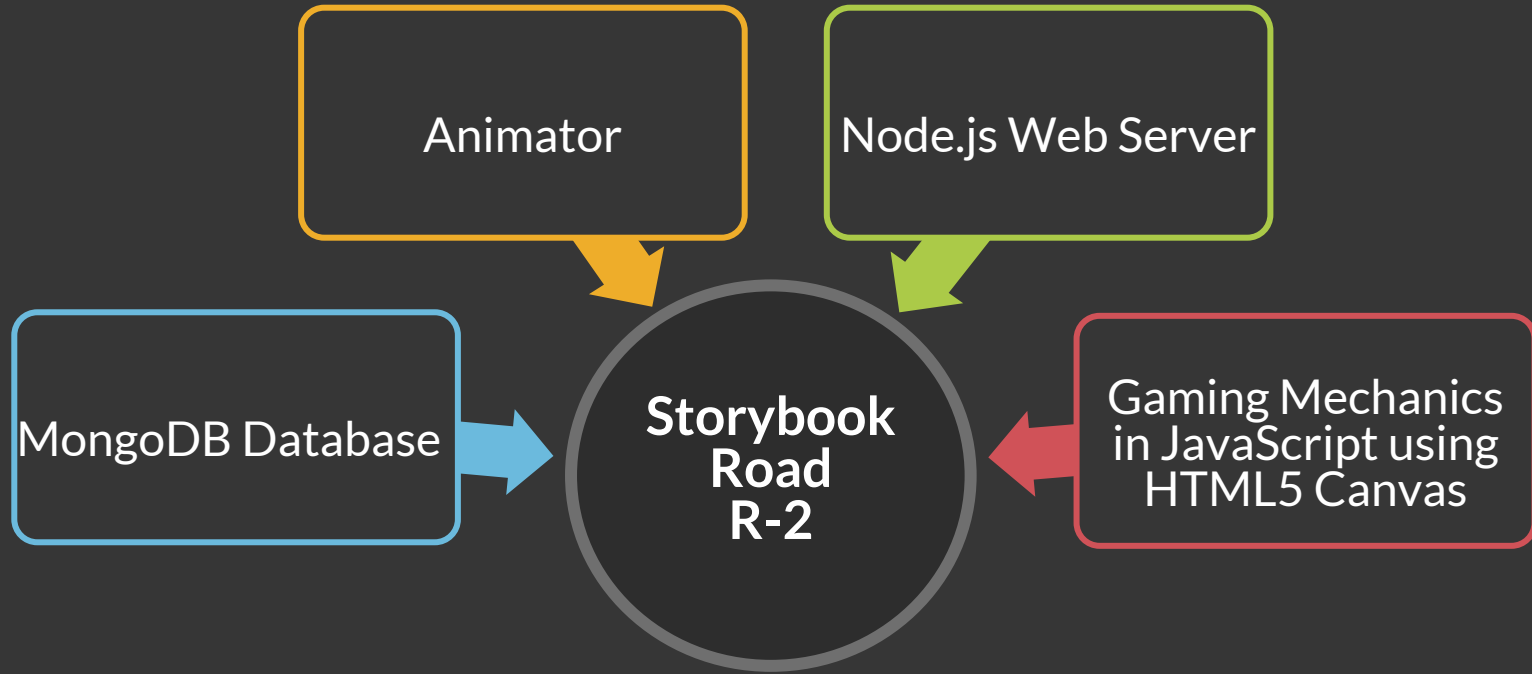 Animator
Node.js Web Server
MongoDB Database
Storybook
Road
R-2
Gaming Mechanics
in JavaScript using
HTML5 Canvas